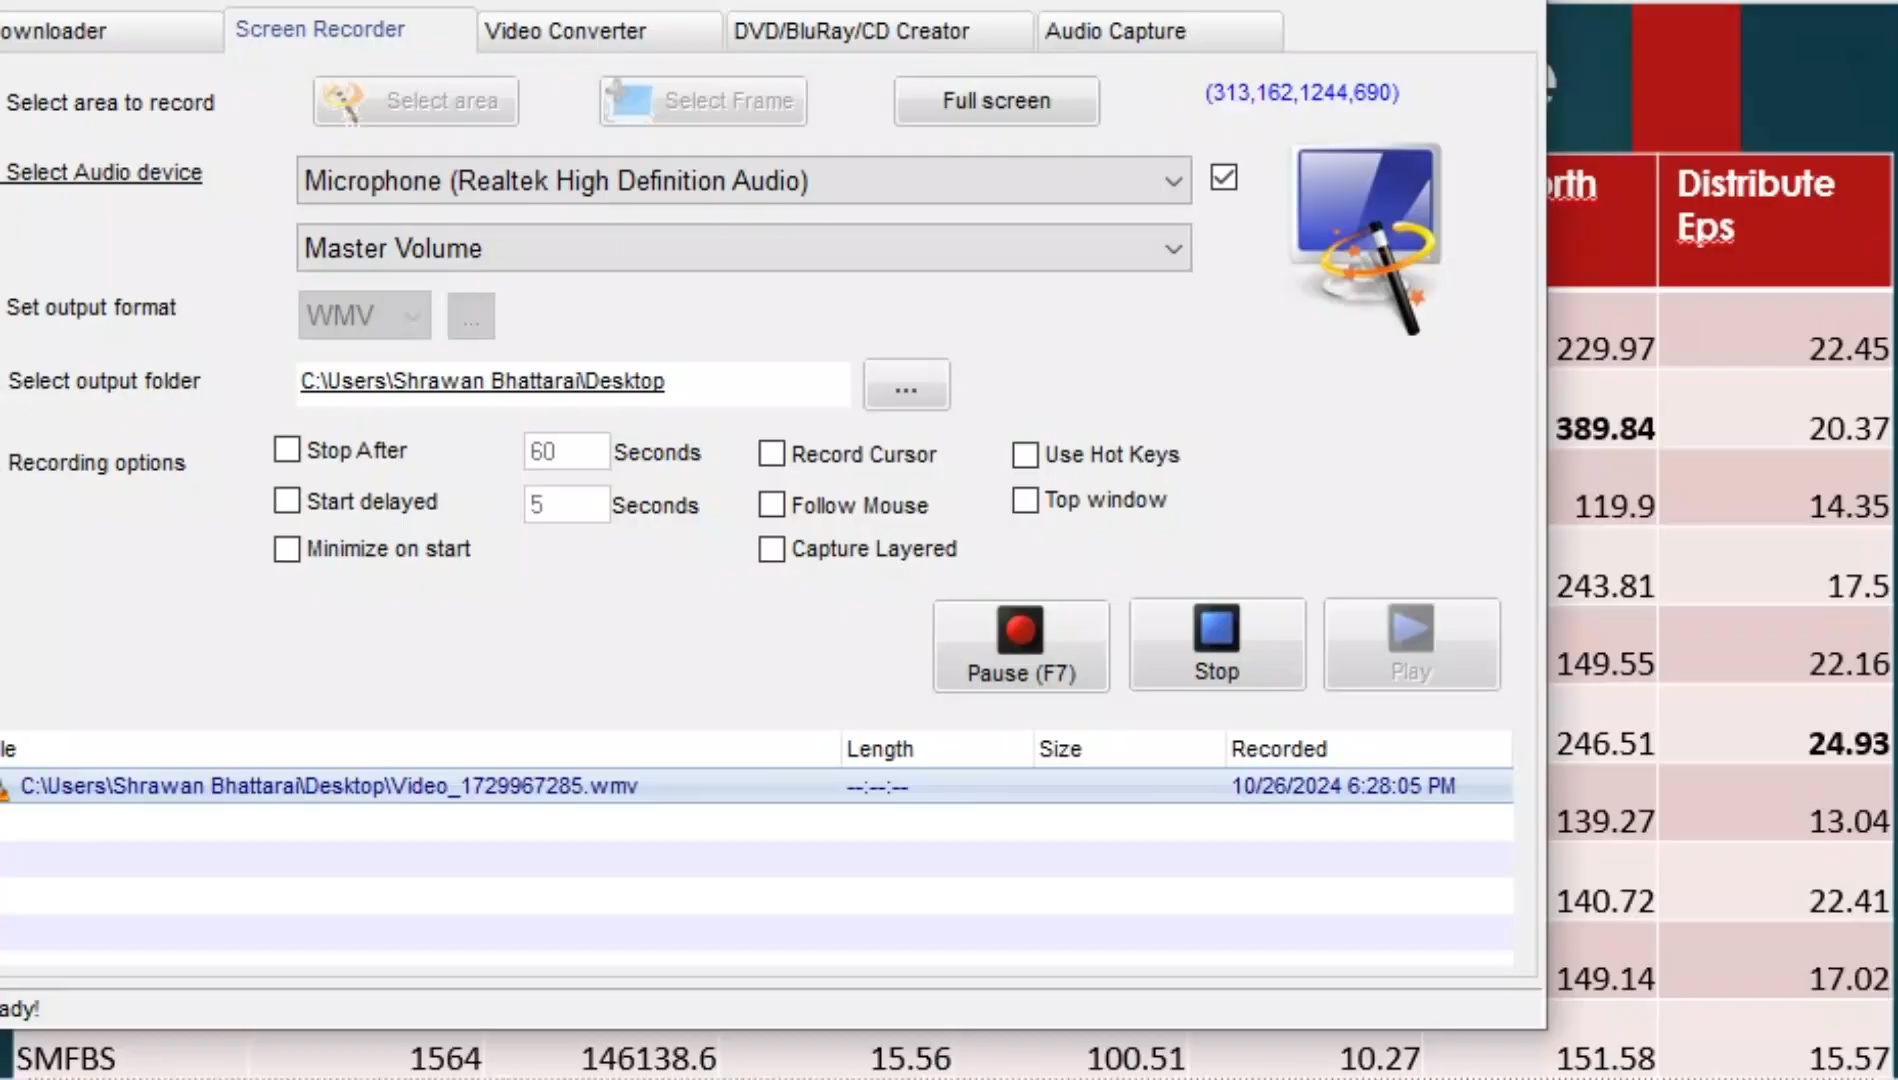 ownloader
Screen Recorder
Video Converter
DVD/BluRay/CD Creator
Audio Capture
Select area to record
Select area
Select Frame
Full screen
(313,162,1244,690)
Select Audio device
Microphone (Realtek High Definition Audio)
Master Volume
Set output format
WMV
...
Select output folder
C:\Users\Shrawan Bhattarai\Desktop
...
Recording options
Stop After
60
Seconds
Record Cursor
Use Hot Keys
Start delayed
5
Seconds
Follow Mouse
Top window
Minimize on start
Capture Layered
Pause (F7)
Stop
Play
le
Length
Size
Recorded
C:\Users\Shrawan Bhattarai\Desktop\Video_1729967285.wmv
--:--:--
10/26/2024 6:28:05 PM
ady!
e
orth
Distribute
Eps
229.97 22.45
389.84 20.37
119.9 14.35
243.81 17.5
149.55 22.16
246.51 24.93
139.27 13.04
140.72 22.41
149.14 17.02
SMFBS 1564 146138.6 15.56 100.51 10.27 151.58 15.57